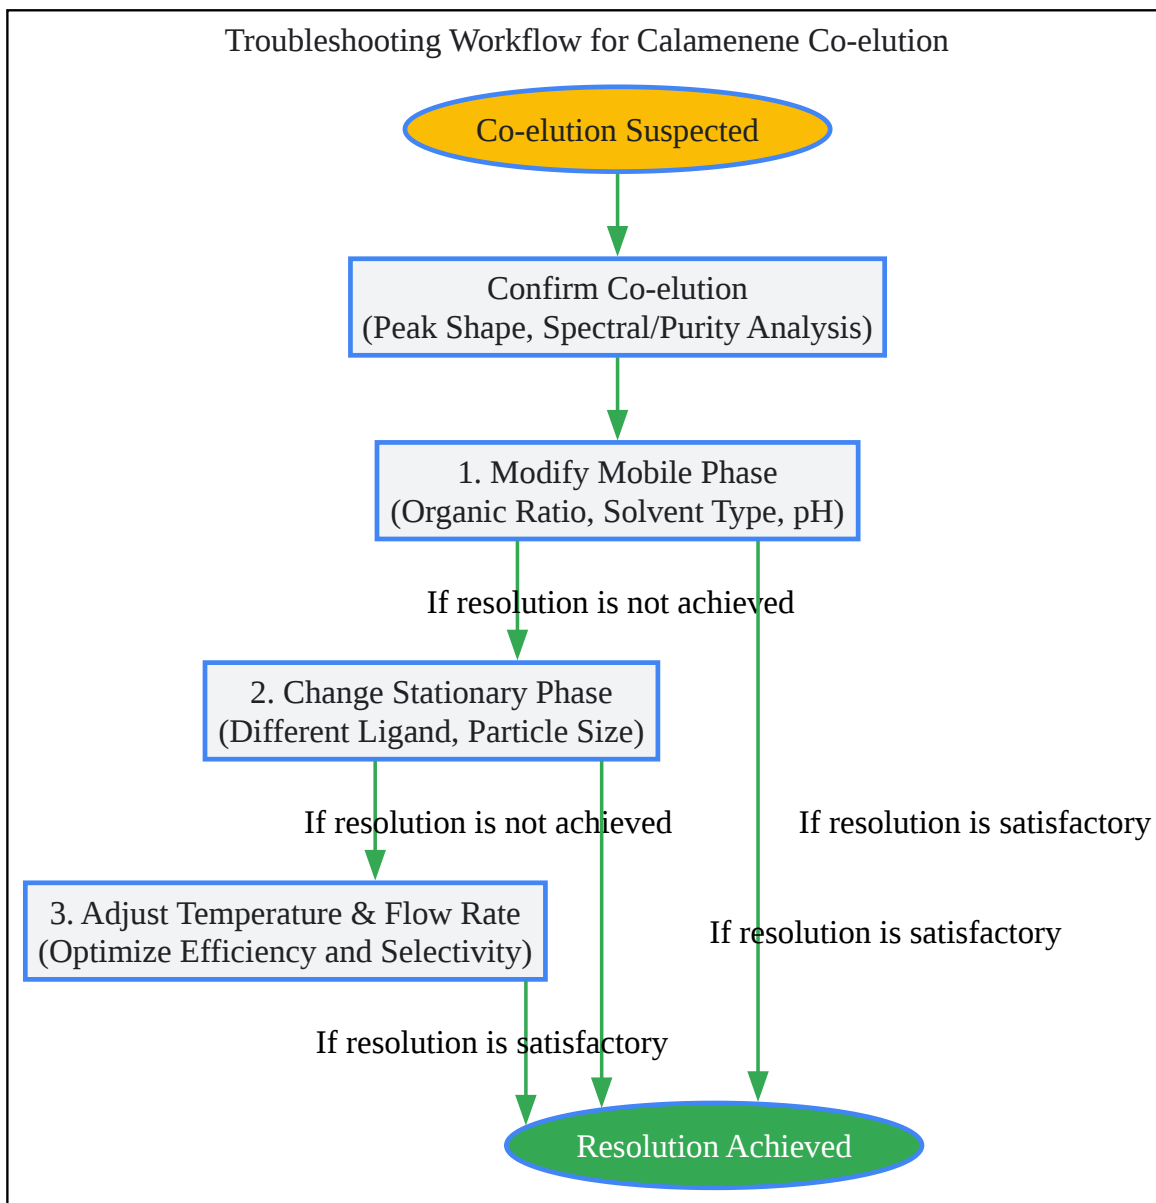 Troubleshooting Workflow for Calamenene Co-elution
Co-elution Suspected
Confirm Co-elution
(Peak Shape, Spectral/Purity Analysis)
1. Modify Mobile Phase
(Organic Ratio, Solvent Type, pH)
If resolution is not achieved
2. Change Stationary Phase
(Different Ligand, Particle Size)
If resolution is not achieved
If resolution is satisfactory
3. Adjust Temperature & Flow Rate
(Optimize Efficiency and Selectivity)
If resolution is satisfactory
If resolution is satisfactory
Resolution Achieved